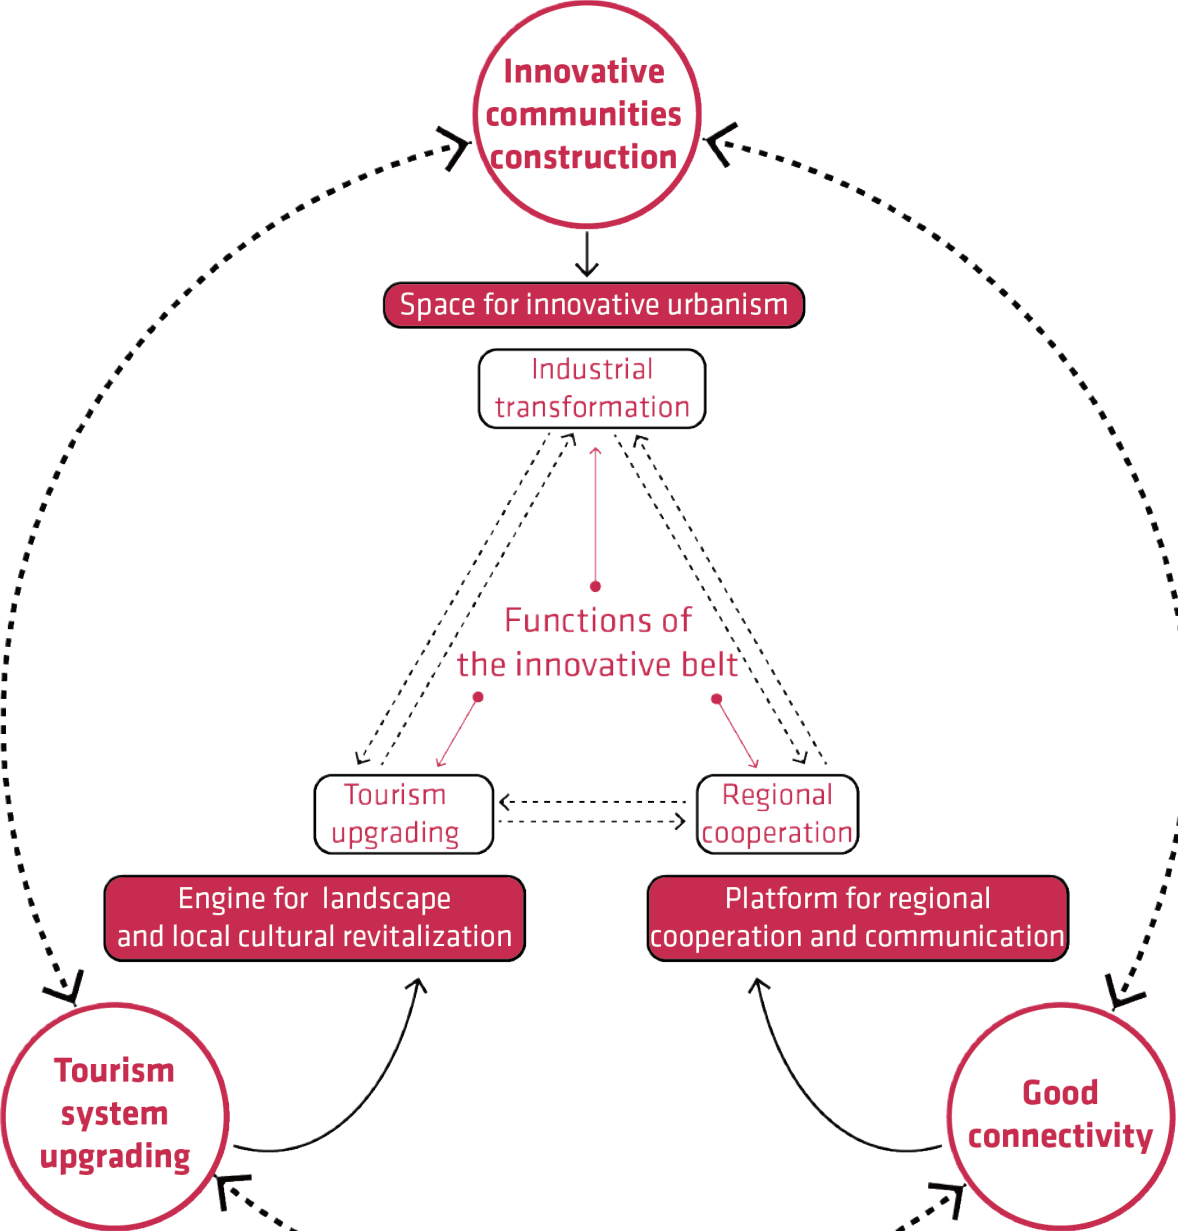 Innovative
communities
construction
Space for innovative urbanism
Industrial
transformation
Functions of
the innovative belt
Tourism
upgrading
Regional
cooperation
Engine for landscape
and local cultural revitalization
Platform for regional
cooperation and communication
Tourism
system
upgrading
Good
connectivity